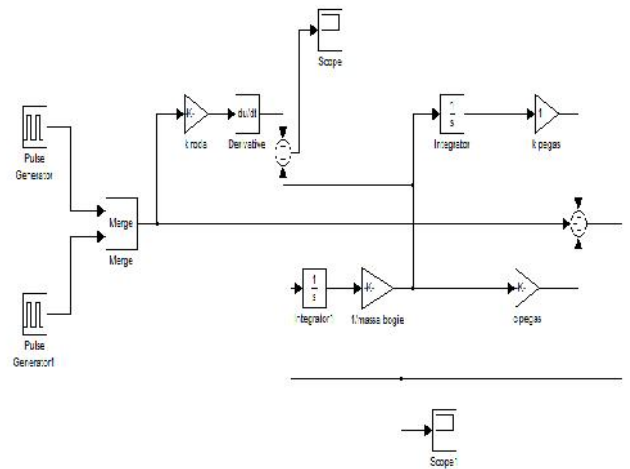 Scope
-K-
k roda
du/dt
Derivative
1
s
Integrator
1
k pegas
Pulse
Generator
Merge
Merge
1
s
Integrator1
-K-
1/massa bogie
-K-
c pegas
Pulse
Generator1
Scope1